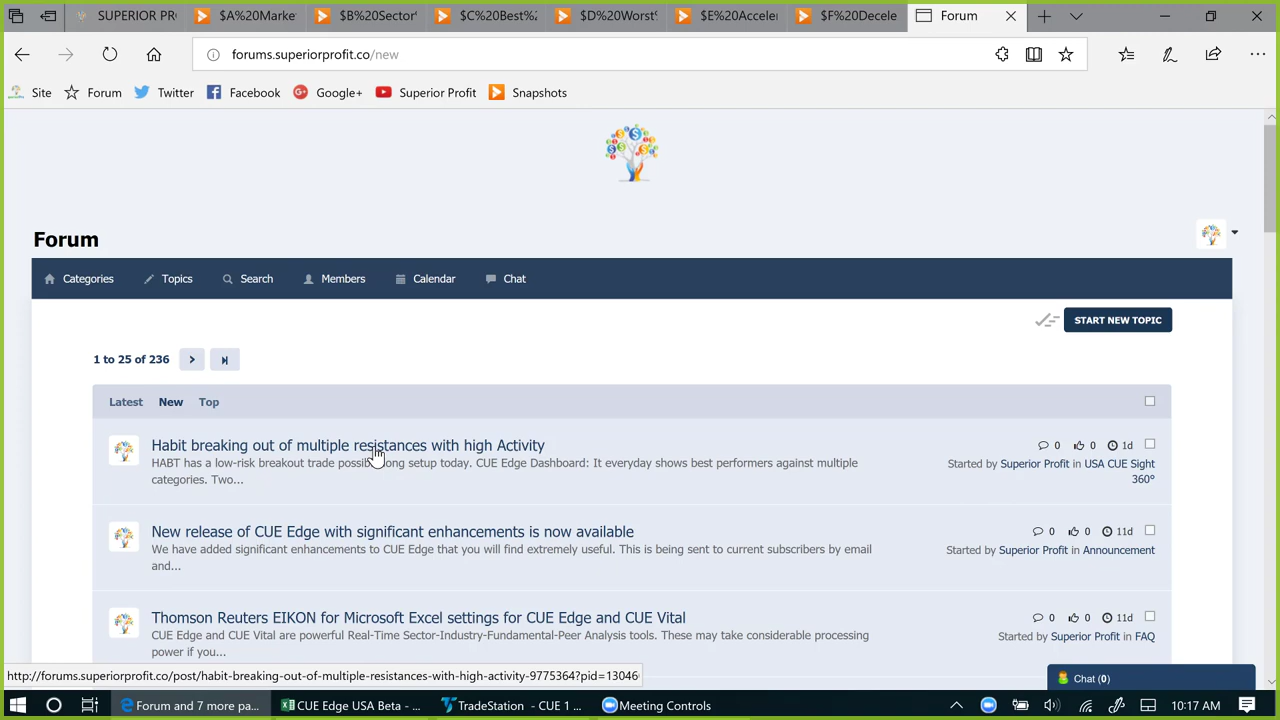 SUPERIOR PR
$A%20Marke
$B%20Sector
$C%20Best%
$D%20Worst
$E%20Acceler
$F%20Decele
Forum
forums.superiorprofit.co/new
Site
Forum
Twitter
Facebook
Google+
Superior Profit
Snapshots
Forum
Categories
Topics
Search
Members
Calendar
Chat
START NEW TOPIC
1 to 25 of 236
Latest
New
Top
Habit breaking out of multiple resistances with high Activity
HABT has a low-risk breakout trade possible long setup today. CUE Edge Dashboard: It everyday shows best performers against multiple
categories. Two...
0 0 1d
Started by Superior Profit in USA CUE Sight
360°
New release of CUE Edge with significant enhancements is now available
We have added significant enhancements to CUE Edge that you will find extremely useful. This is being sent to current subscribers by email
and...
0 0 11d
Started by Superior Profit in Announcement
Thomson Reuters EIKON for Microsoft Excel settings for CUE Edge and CUE Vital
CUE Edge and CUE Vital are powerful Real-Time Sector-Industry-Fundamental-Peer Analysis tools. These may take considerable processing
power if you...
0 0 11d
Started by Superior Profit in FAQ
http://forums.superiorprofit.co/post/habit-breaking-out-of-multiple-resistances-with-high-activity-9775364?pid=13046
Chat (0)
Forum and 7 more pa...
CUE Edge USA Beta - ...
TradeStation - CUE 1 ...
Meeting Controls
10:17 AM